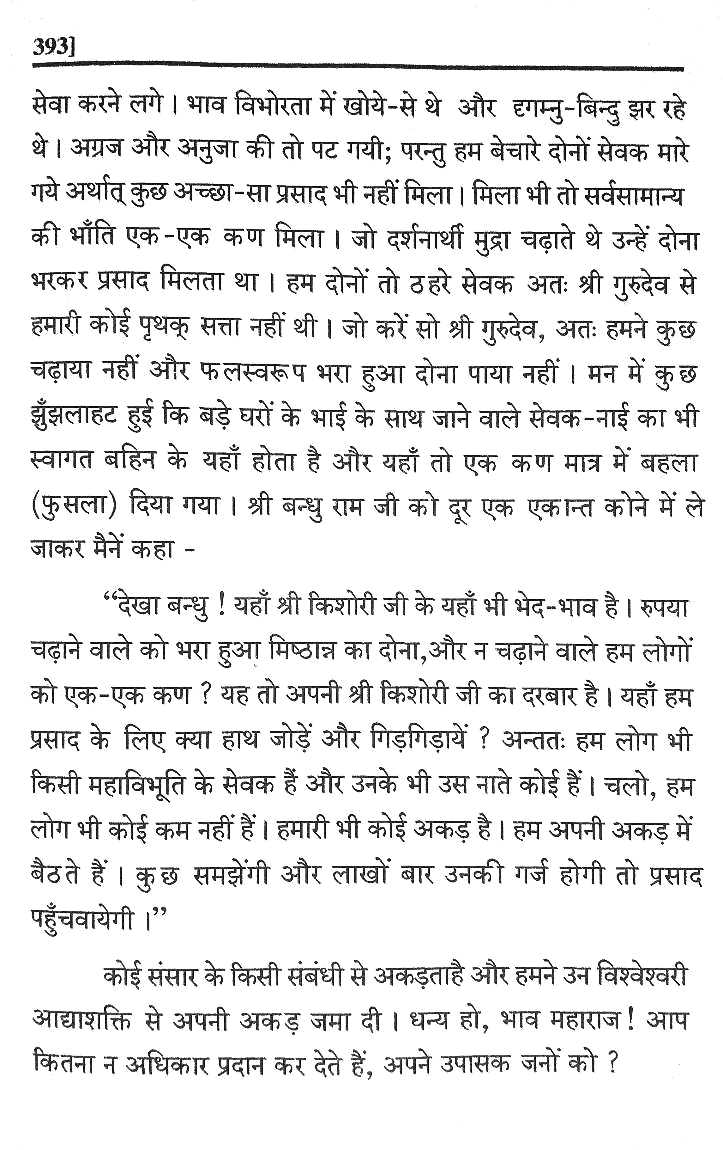 393]
सेवा करने लगे । भाव विभोरता में खोये-से थे और दृगम्नु-बिन्दु झर रहे
थे । अग्रज और अनुजा की तो पट गयी; परन्तु हम बेचारे दोनों सेवक मारे
गये अर्थात् कुछ अच्छा-सा प्रसाद भी नहीं मिला । मिला भी तो सर्वसामान्य
की भाँति एक-एक कण मिला । जो दर्शनार्थी मुद्रा चढ़ाते थे उन्हें दोना
भरकर प्रसाद मिलता था । हम दोनों तो ठहरे सेवक अतः श्री गुरुदेव से
हमारी कोई पृथक् सत्ता नहीं थी । जो करें सो श्री गुरुदेव, अतः हमने कुछ
चढ़ाया नहीं और फलस्वरूप भरा हुआ दोना पाया नहीं । मन में कुछ
झुँझलाहट हुई कि बड़े घरों के भाई के साथ जाने वाले सेवक-नाई का भी
स्वागत बहिन के यहाँ होता है और यहाँ तो एक कण मात्र में बहला
(फुसला) दिया गया । श्री बन्धु राम जी को दूर एक एकान्त कोने में ले
जाकर मैनें कहा -
“देखा बन्धु ! यहाँ श्री किशोरी जी के यहाँ भी भेद-भाव है । रुपया
चढ़ाने वाले को भरा हुआ मिष्ठान्न का दोना,और न चढ़ाने वाले हम लोगों
को एक-एक कण ? यह तो अपनी श्री किशोरी जी का दरबार है । यहाँ हम
प्रसाद के लिए क्या हाथ जोड़ें और गिड़गिड़ायें ? अन्ततः हम लोग भी
किसी महाविभूति के सेवक हैं और उनके भी उस नाते कोई हैं । चलो, हम
लोग भी कोई कम नहीं हैं । हमारी भी कोई अकड़ है । हम अपनी अकड़ में
बैठते हैं । कुछ समझेंगी और लाखों बार उनकी गर्ज होगी तो प्रसाद
पहुँचवायेगी ।”
कोई संसार के किसी संबंधी से अकड़ताहै और हमने उन विश्वेश्वरी
आद्याशक्ति से अपनी अकड़ जमा दी । धन्य हो, भाव महाराज ! आप
कितना न अधिकार प्रदान कर देते हैं, अपने उपासक जनों को ?